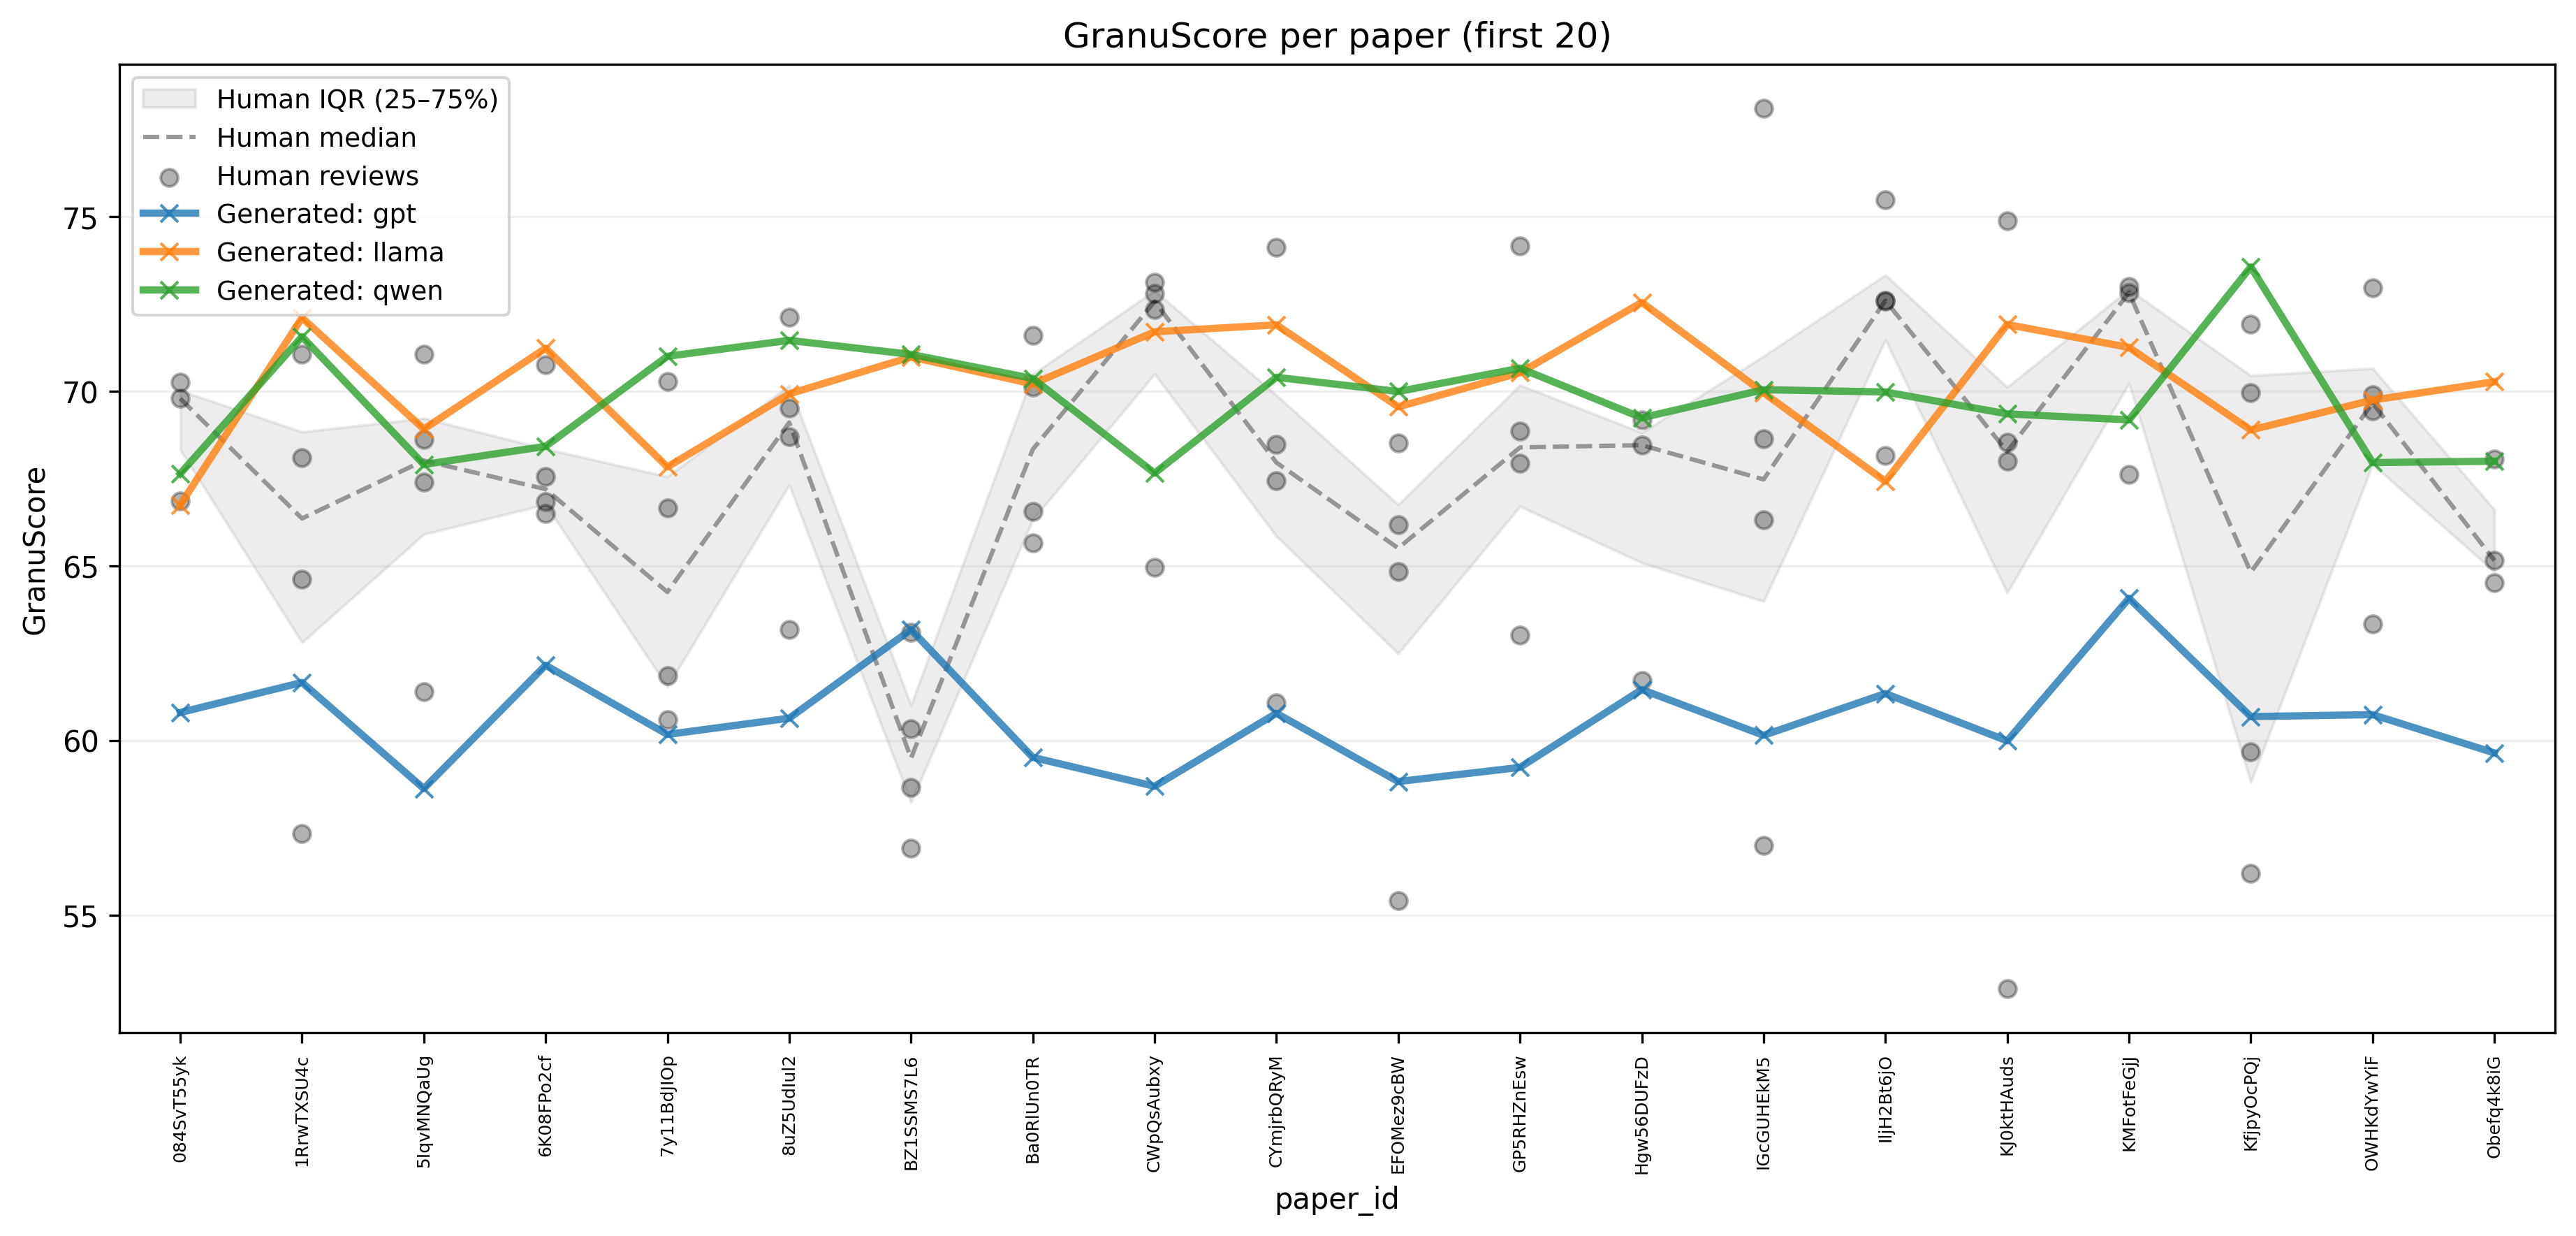 GranuScore per paper (first 20)
Human IQR (25–75%)
Human median
Human reviews
Generated: gpt
Generated: llama
Generated: qwen
GranuScore
75
70
65
60
55
084SvT55yk
1RrwTXSU4c
5IqvMNQaUg
6K08FPo2cf
7y11BdJIOp
8uZ5UdIuI2
BZ1SSMS7L6
Ba0RlUn0TR
CWpQsAubxy
CYmjrbQRyM
EFOMez9cBW
GP5RHZnEsw
Hgw56DUFzD
IGcGUHEkM5
IljH2Bt6jO
KJ0ktHAuds
KMFotFeGjJ
KfjpyOcPQj
OWHKdYwYiF
Obefq4k8iG
paper_id